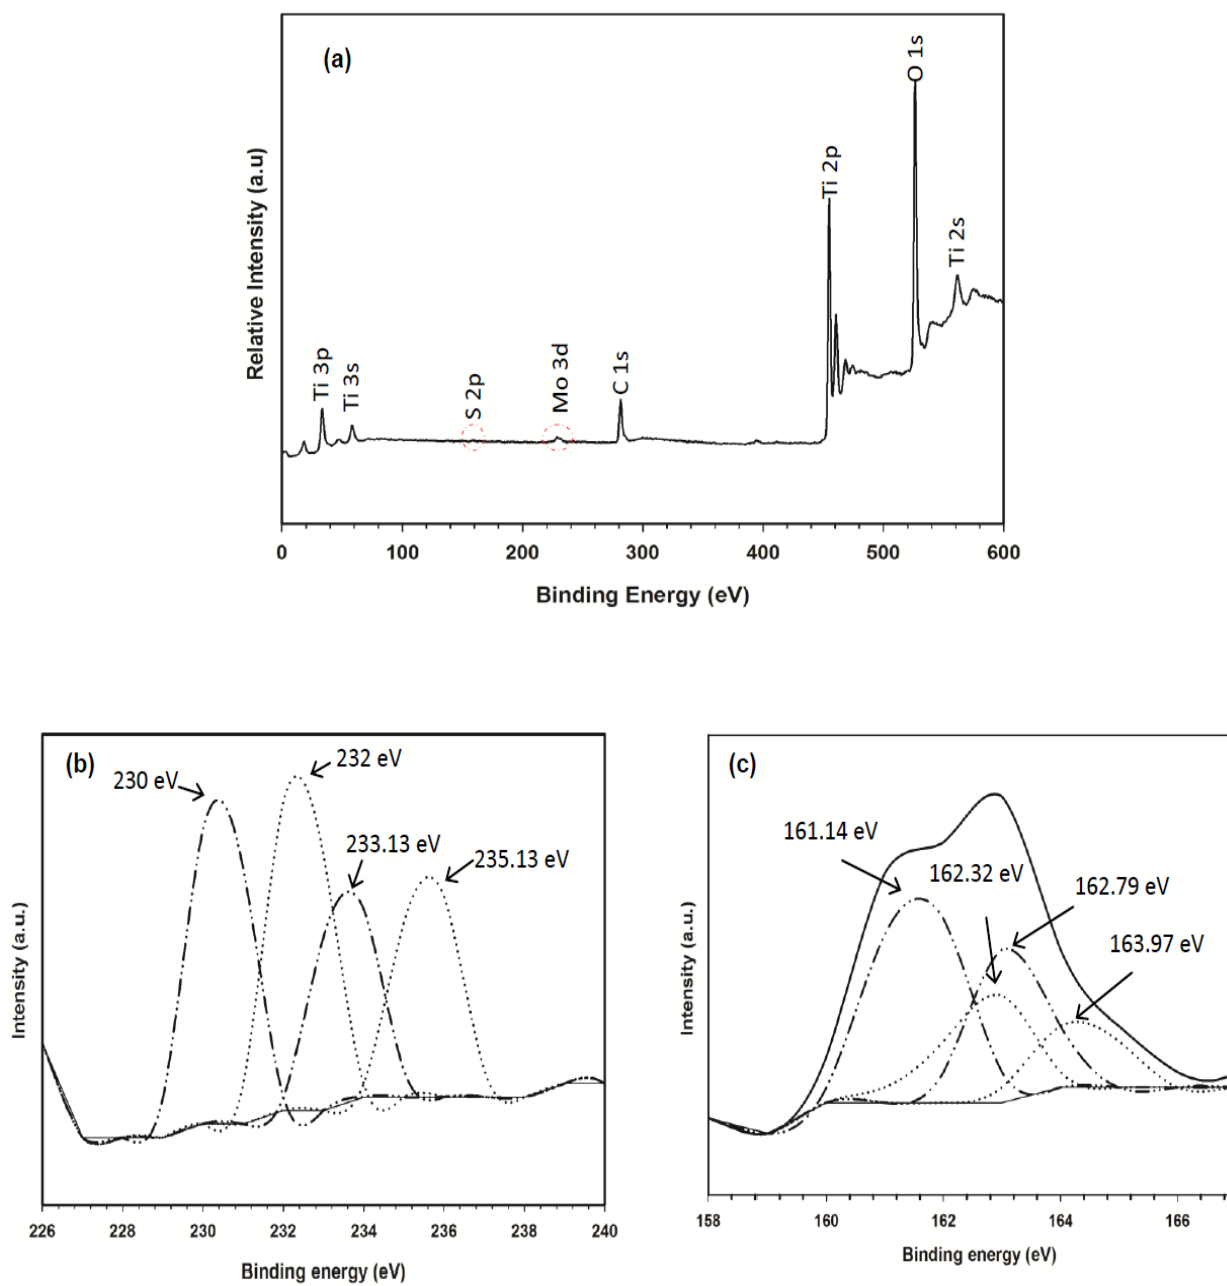 (a)
Relative Intensity (a.u)
Ti 3p
Ti 3s
S 2p
Mo 3d
C 1s
Ti 2p
O 1s
Ti 2s
0 100 200 300 400 500 600
Binding Energy (eV)
(b)
230 eV
232 eV
233.13 eV
235.13 eV
Intensity (a.u.)
226 228 230 232 234 236 238 240
Binding energy (eV)
(c)
161.14 eV
162.32 eV
162.79 eV
163.97 eV
Intensity (a.u.)
158 160 162 164 166
Binding energy (eV)